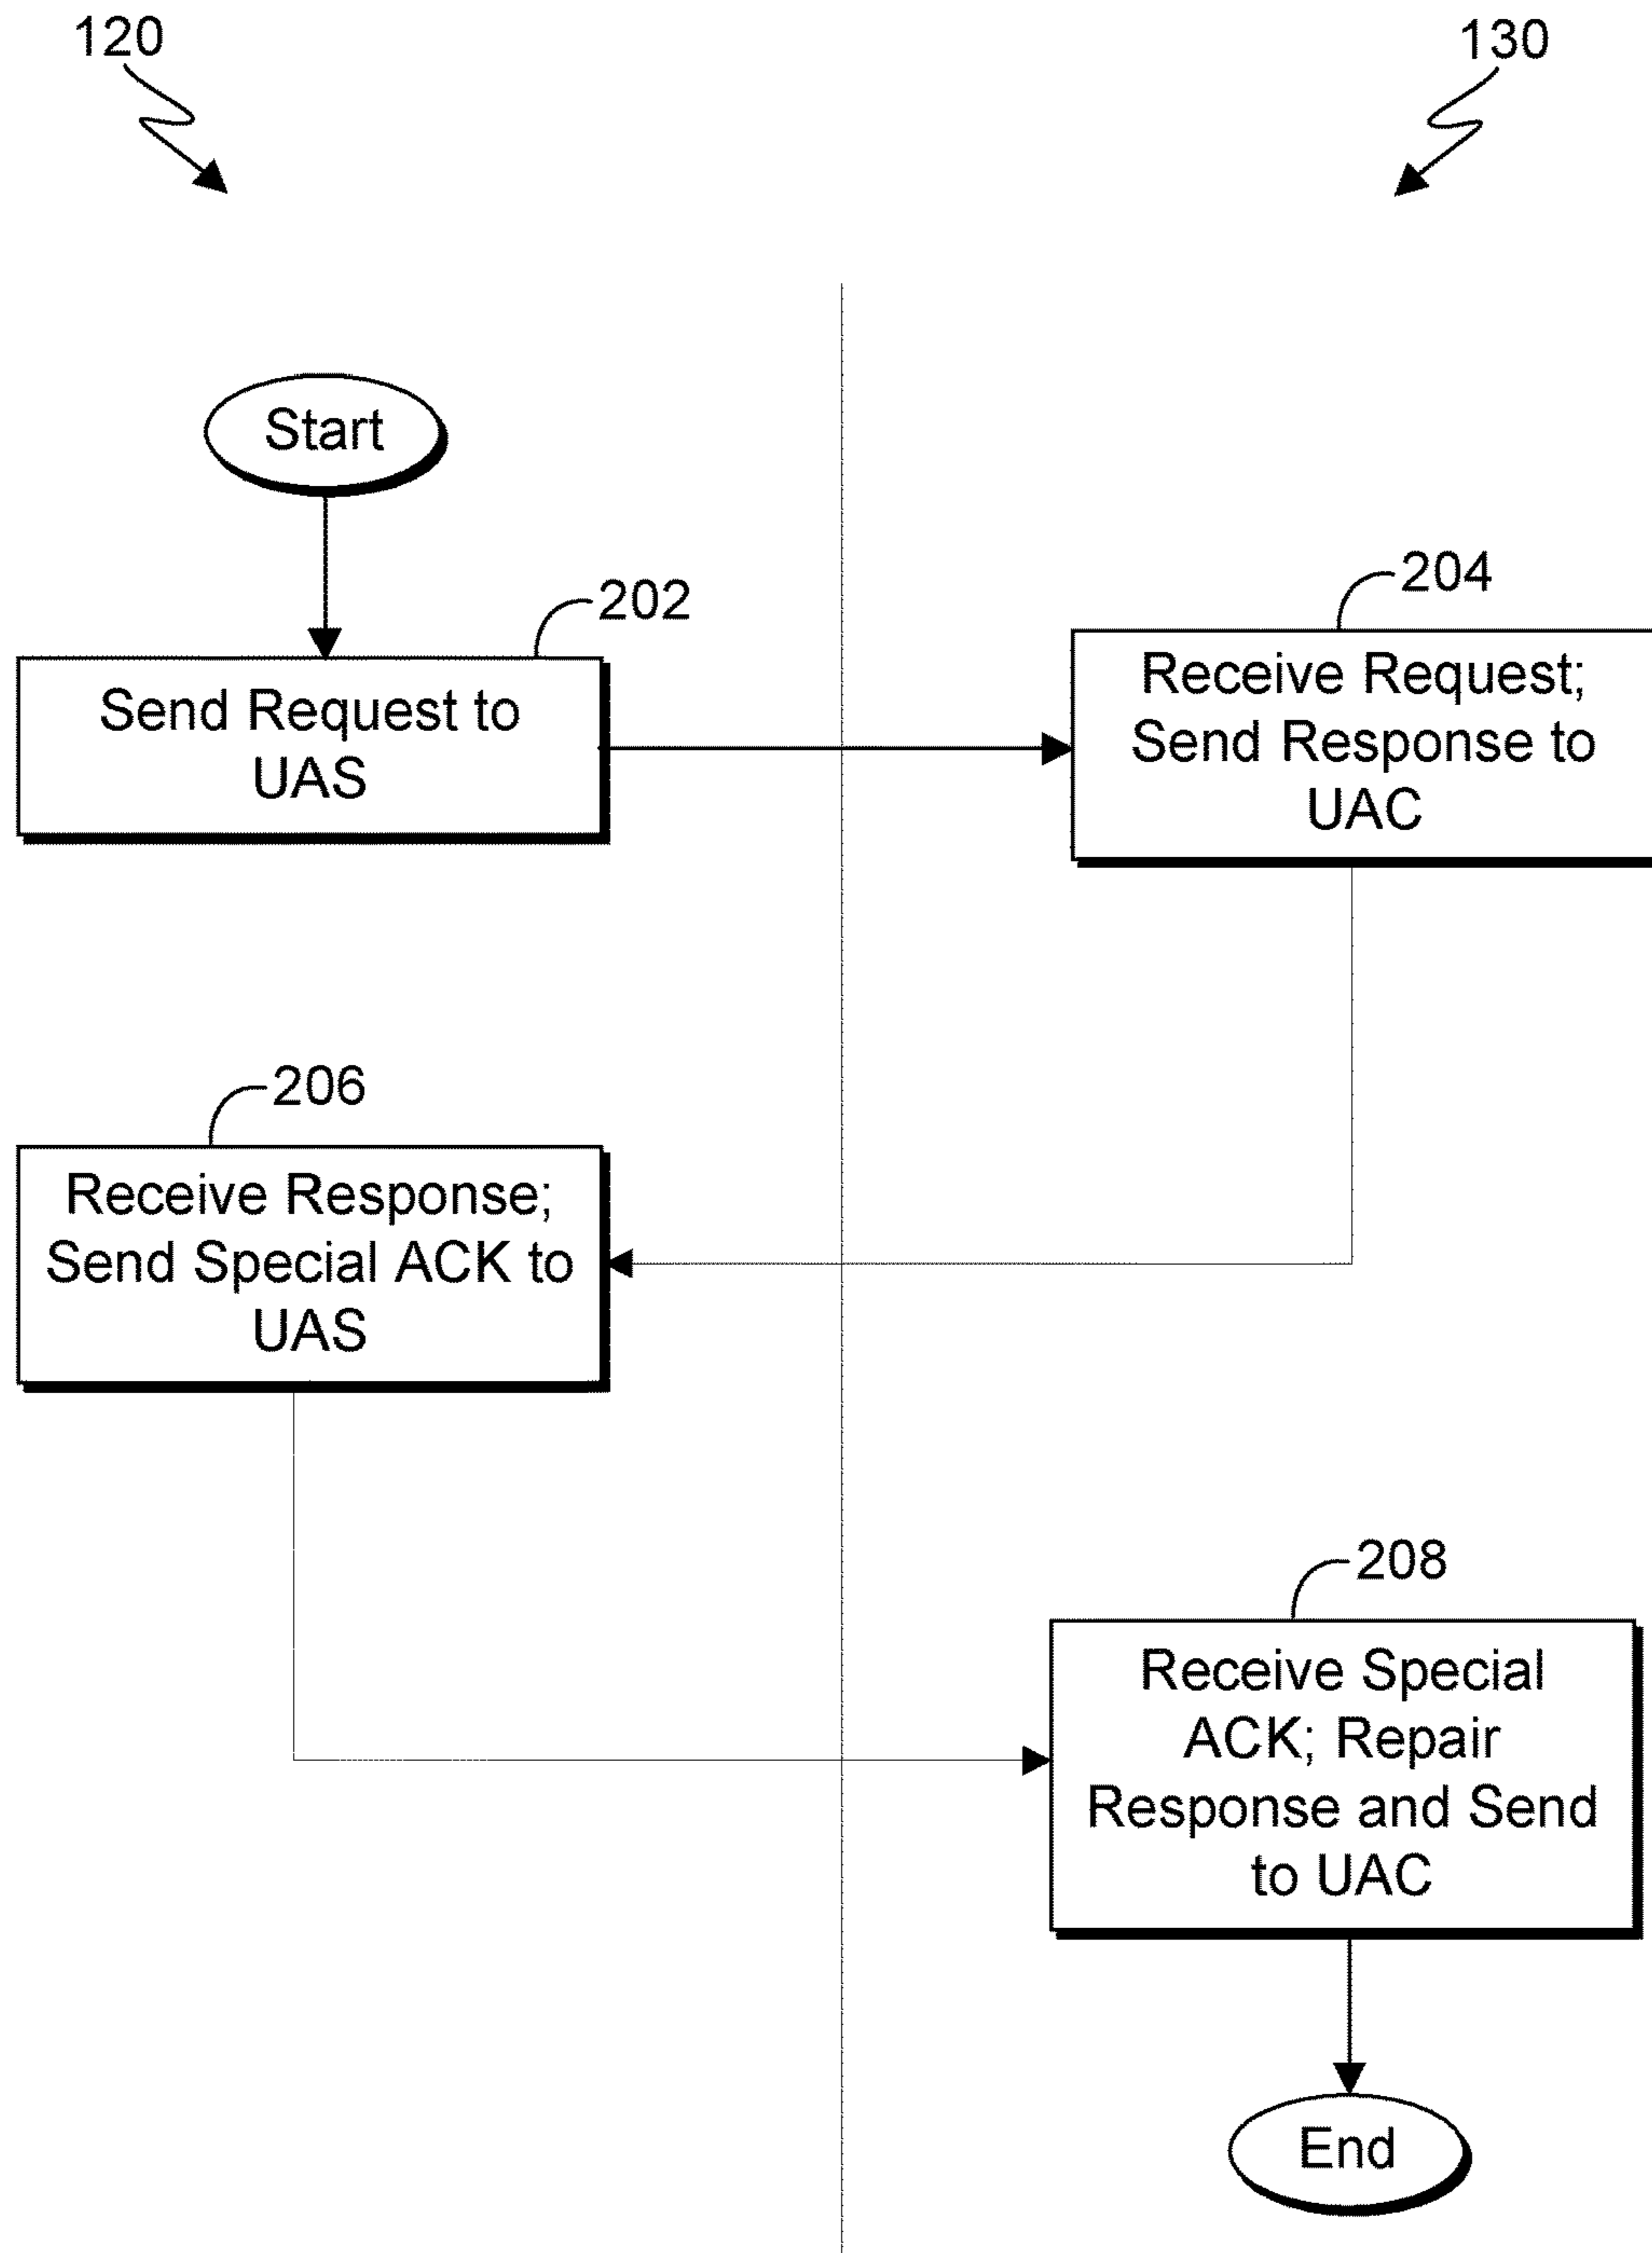 120
130
Start
202
Send Request to
UAS
204
Receive Request;
Send Response to
UAC
206
Receive Response;
Send Special ACK to
UAS
208
Receive Special
ACK; Repair
Response and Send
to UAC
End